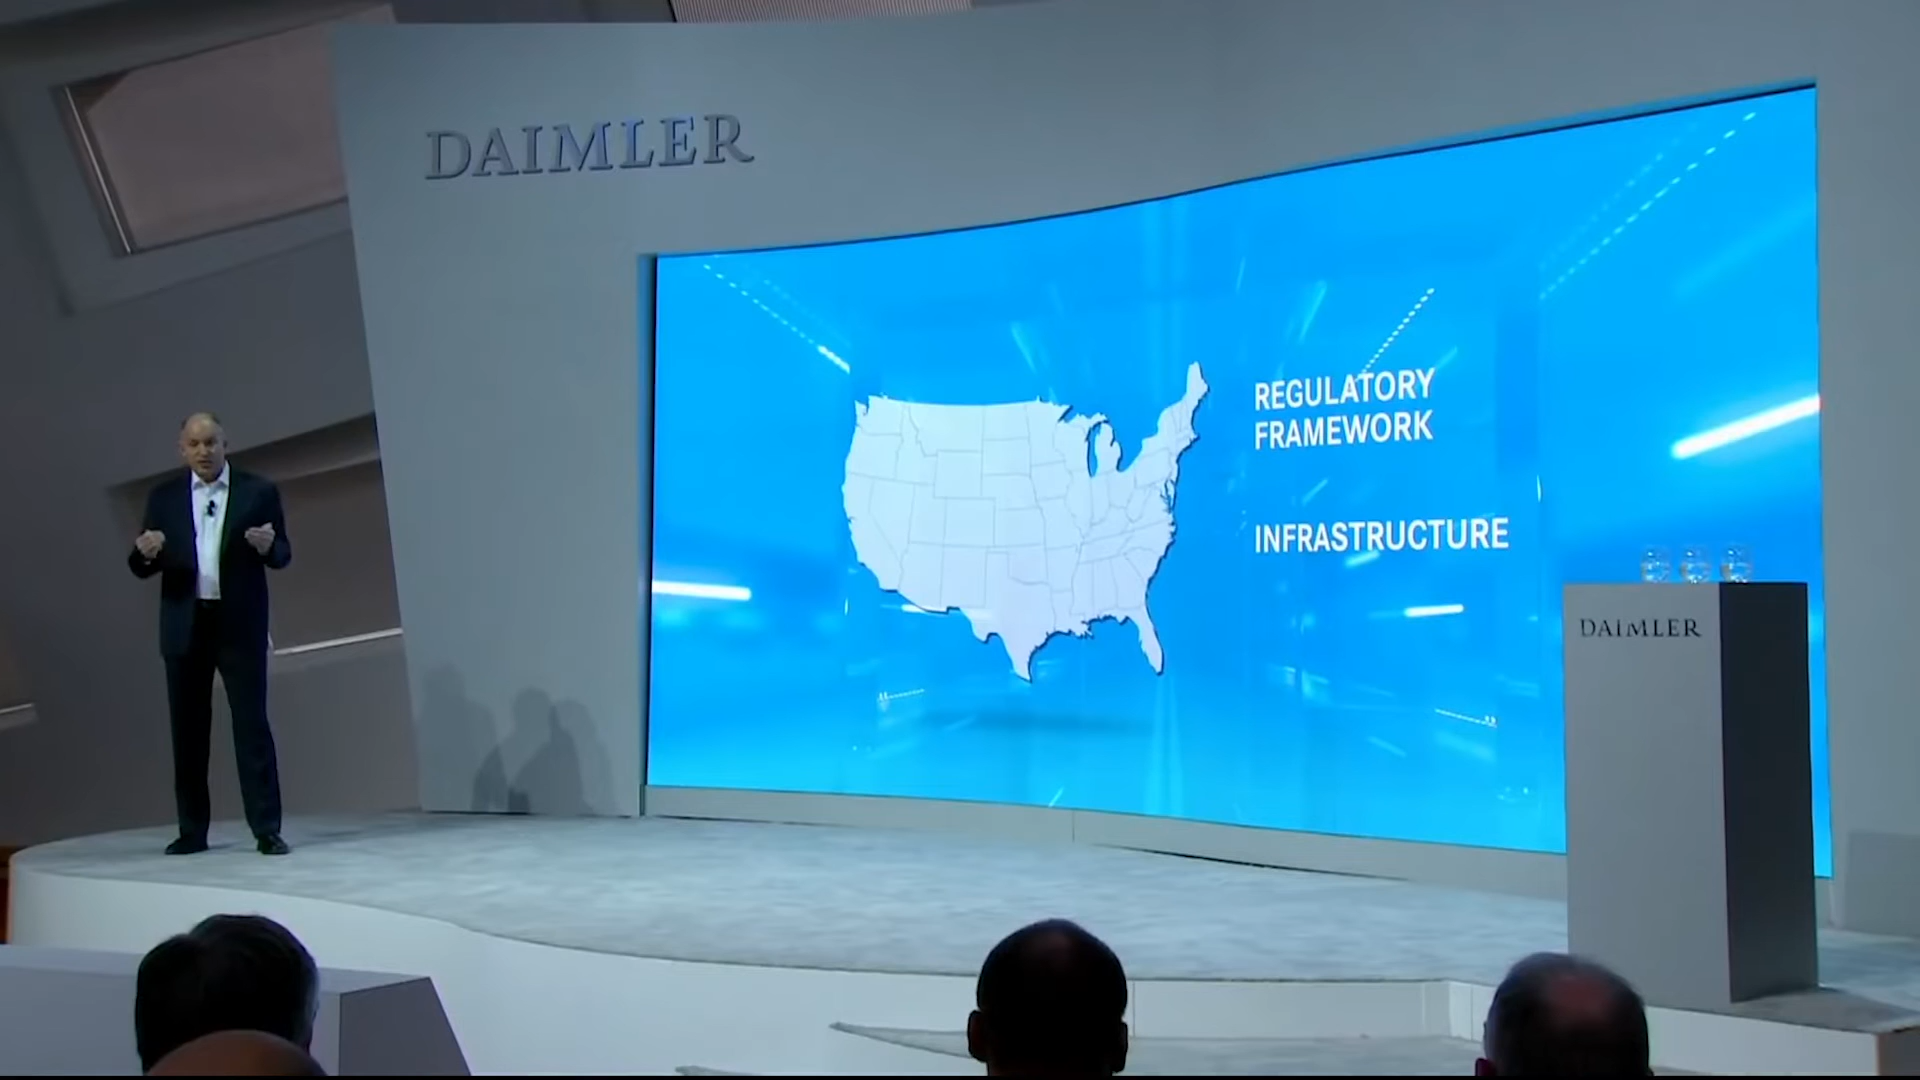 DAIMLER
REGULATORY
FRAMEWORK
INFRASTRUCTURE
DAIMLER